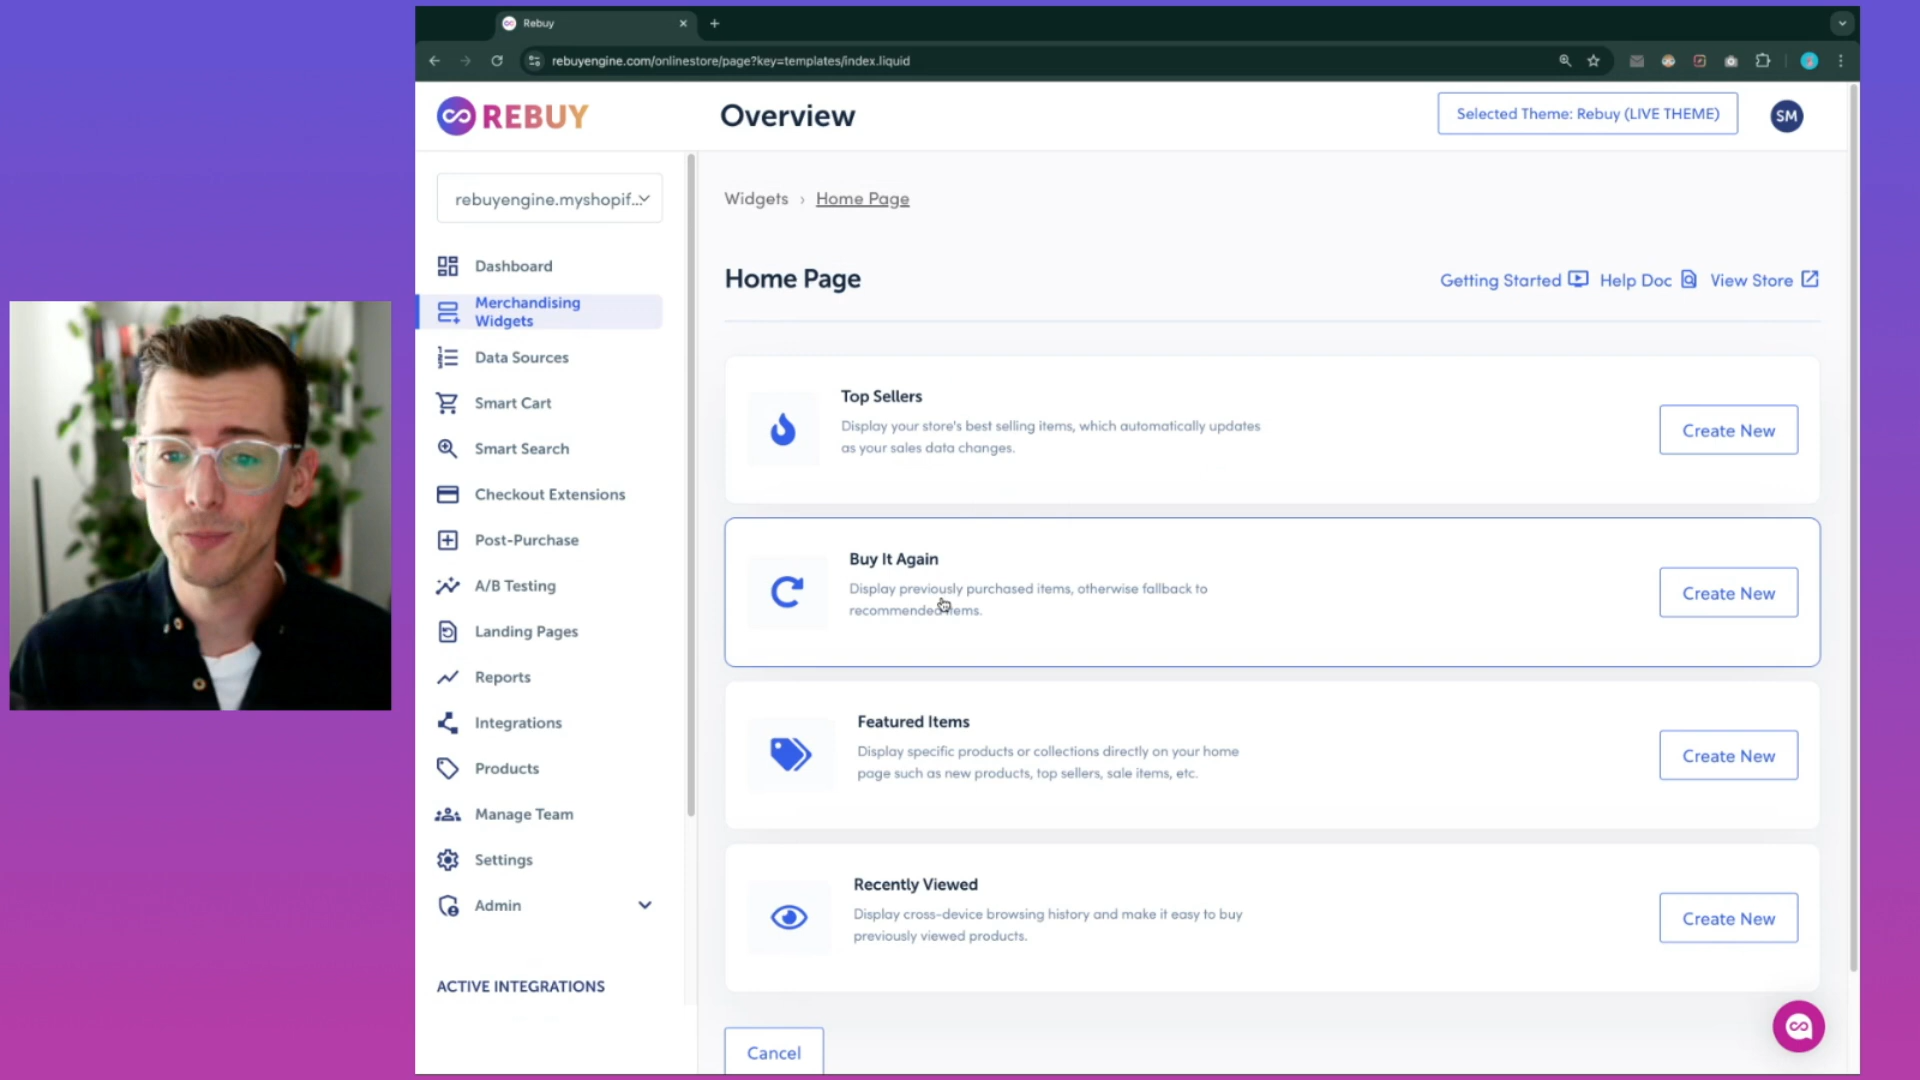 Rebuy
rebuyengine.com/onlinestore/page?key=templates/index.liquid
REBUY
Overview
Selected Theme: Rebuy (LIVE THEME)
SM
rebuyengine.myshopif...
Dashboard
Merchandising
Widgets
Data Sources
Smart Cart
Smart Search
Checkout Extensions
Post-Purchase
A/B Testing
Landing Pages
Reports
Integrations
Products
Manage Team
Settings
Admin
ACTIVE INTEGRATIONS
Widgets › Home Page
Home Page
Getting Started Help Doc View Store
Top Sellers
Display your store's best selling items, which automatically updates
as your sales data changes.
Create New
Buy It Again
Display previously purchased items, otherwise fallback to
recommended items.
Create New
Featured Items
Display specific products or collections directly on your home
page such as new products, top sellers, sale items, etc.
Create New
Recently Viewed
Display cross-device browsing history and make it easy to buy
previously viewed products.
Create New
Cancel